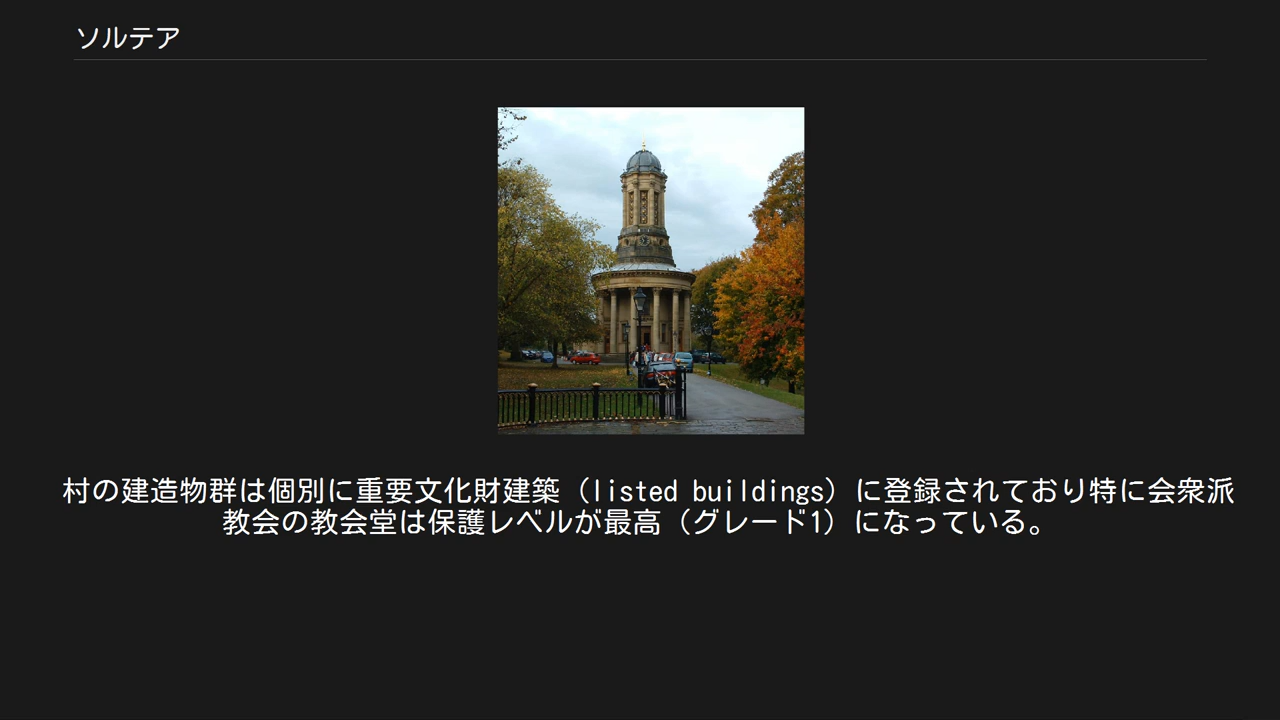 ソルテア
村の建造物群は個別に重要文化財建築（listed buildings）に登録されており特に会衆派
教会の教会堂は保護レベルが最高（グレード1）になっている。